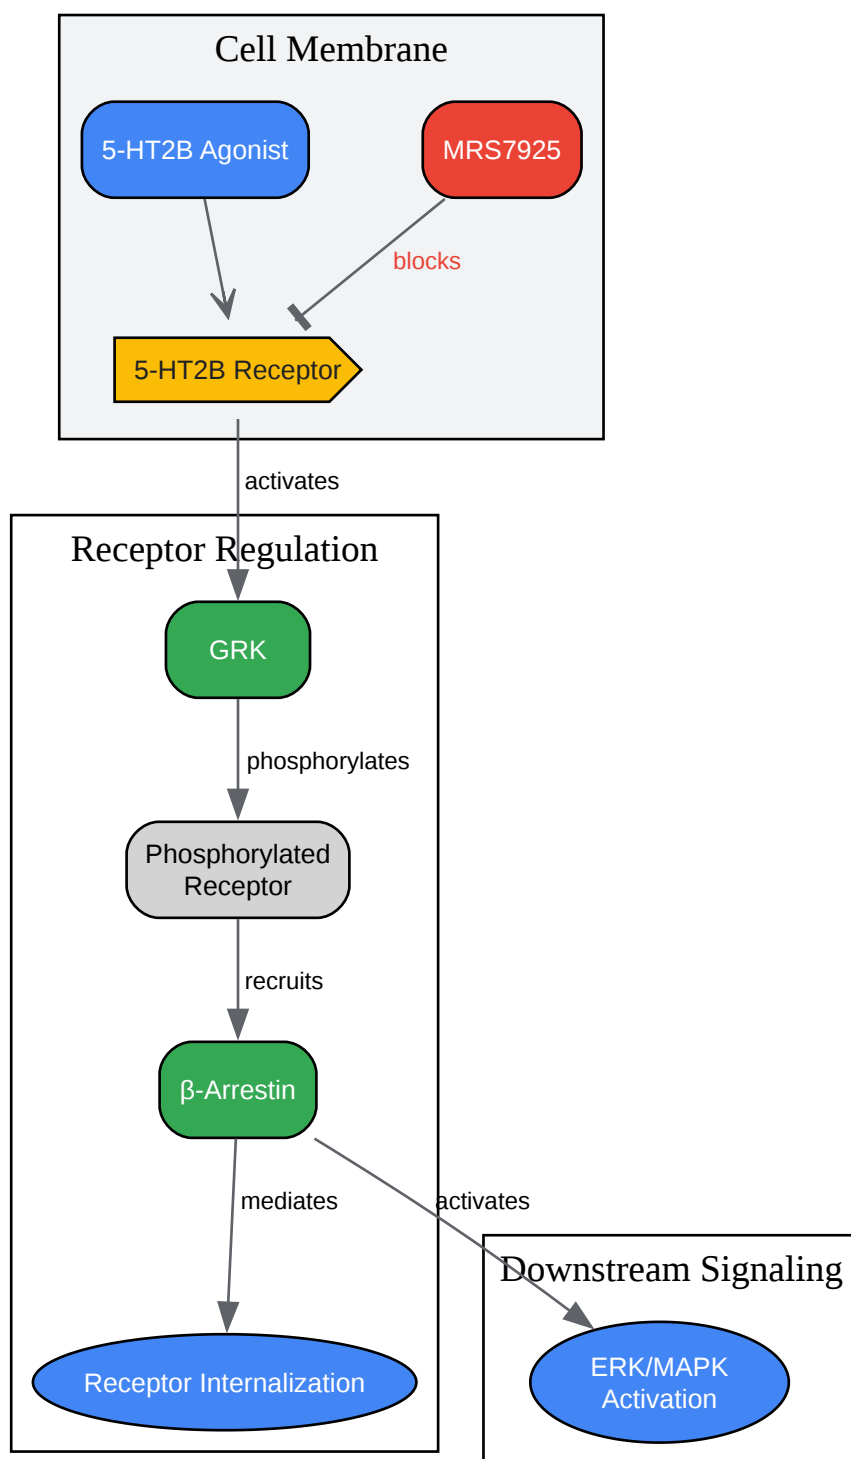 Cell Membrane
5-HT2B Agonist
MRS7925
blocks
5-HT2B Receptor
activates
Receptor Regulation
GRK
phosphorylates
Phosphorylated
Receptor
recruits
β-Arrestin
mediates
activates
Downstream Signaling
Receptor Internalization
ERK/MAPK
Activation